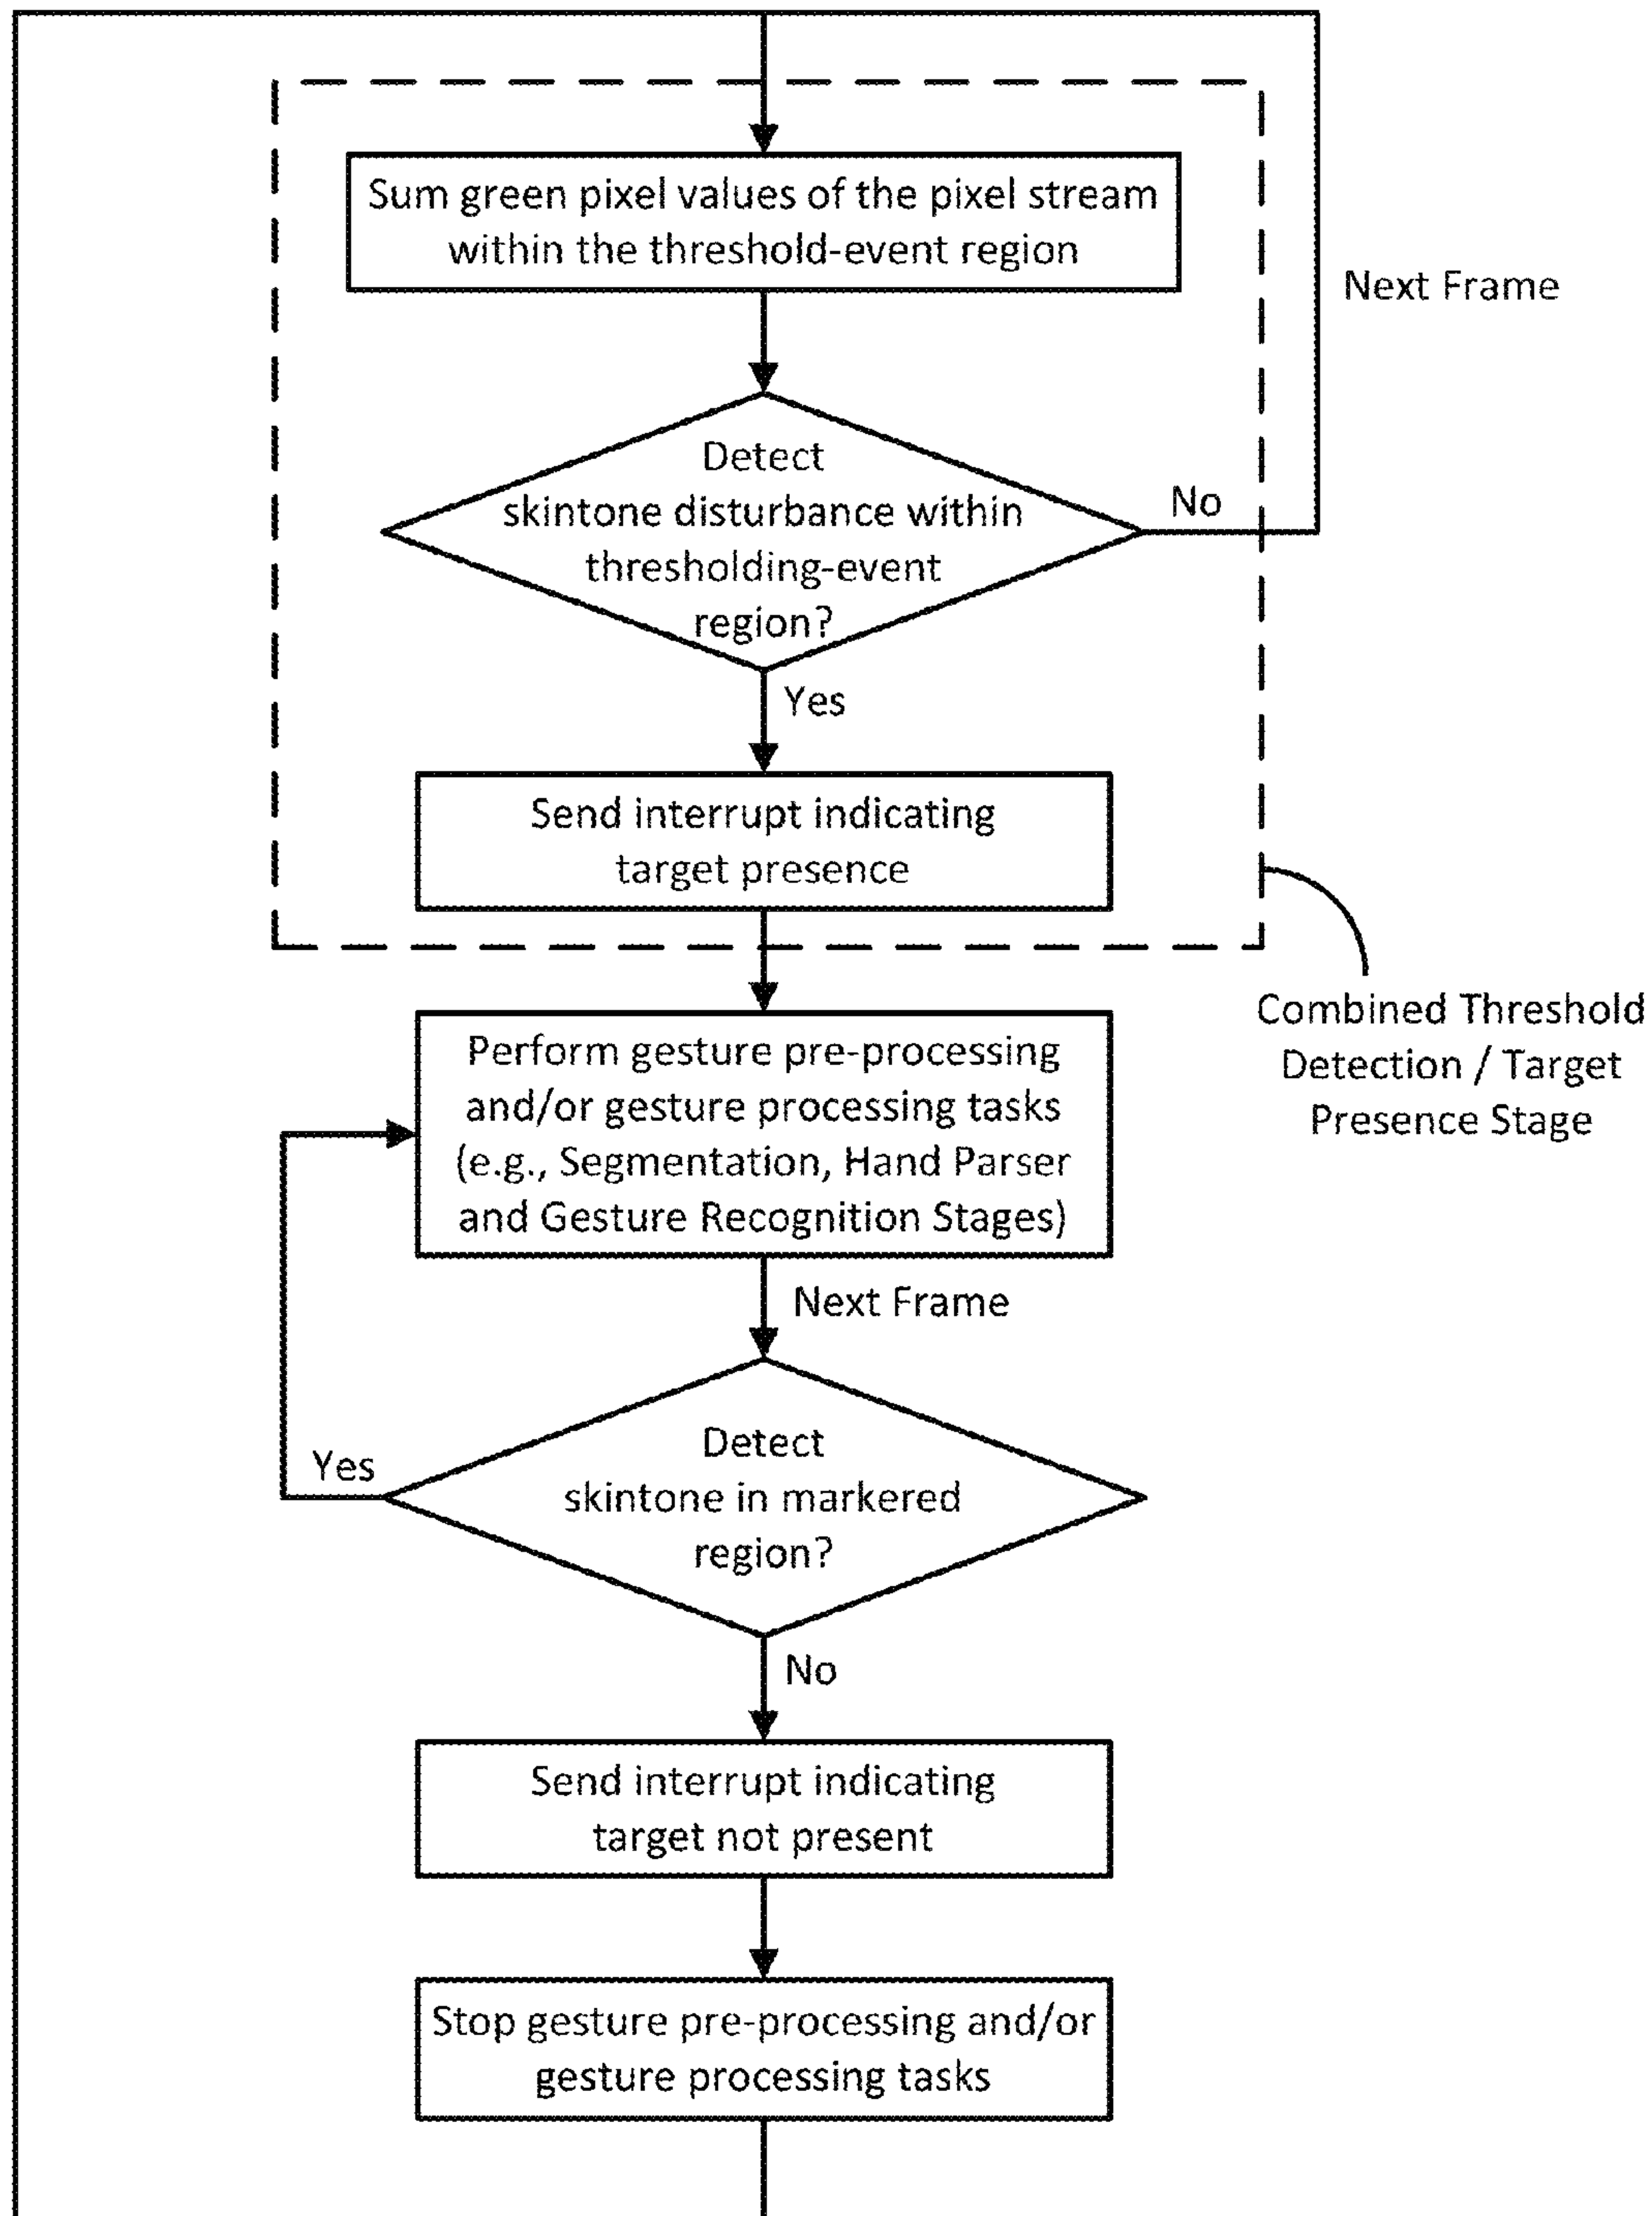 Sum green pixel values of the pixel stream
within the threshold-event region
Next Frame
Detect
skintone disturbance within
thresholding-event
region?
No
Yes
Send interrupt indicating
target presence
Combined Threshold
Detection / Target
Presence Stage
Perform gesture pre-processing
and/or gesture processing tasks
(e.g., Segmentation, Hand Parser
and Gesture Recognition Stages)
Next Frame
Detect
skintone in markered
region?
Yes
No
Send interrupt indicating
target not present
Stop gesture pre-processing and/or
gesture processing tasks